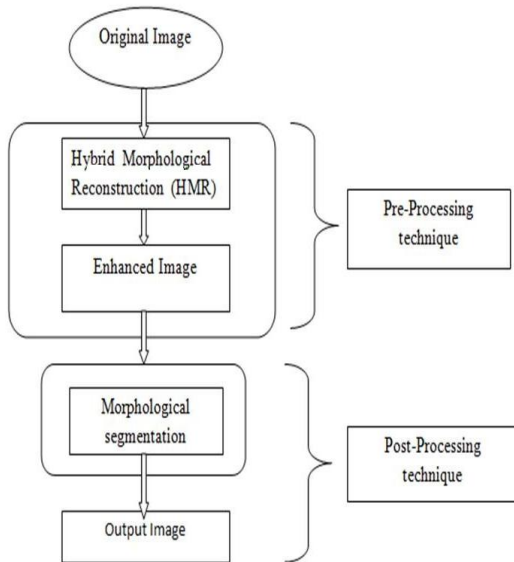 Original Image
Hybrid Morphological
Reconstruction (HMR)
Enhanced Image
Pre-Processing
technique
Morphological
segmentation
Post-Processing
technique
Output Image